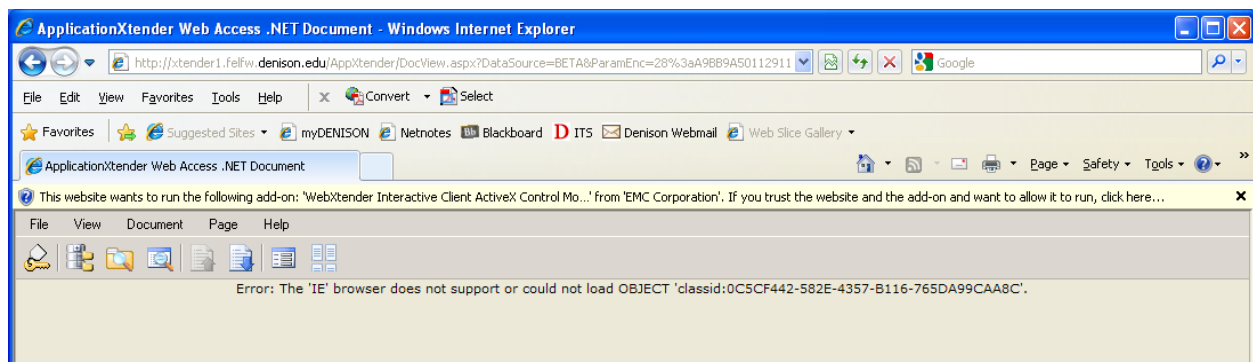 ApplicationXtender Web Access .NET Document - Windows Internet Explorer
http://xtender1.felfw.denison.edu/AppXtender/DocView.aspx?DataSource=BETA&ParamEnc=28%3aA9BB9A50112911 Google
File Edit View Favorites Tools Help x Convert Select
Favorites Suggested Sites myDENISON Netnotes Bb Blackboard D ITS Denison Webmail Web Slice Gallery
ApplicationXtender Web Access .NET Document Page Safety Tools »
This website wants to run the following add-on: 'WebXtender Interactive Client ActiveX Control Mo...' from 'EMC Corporation'. If you trust the website and the add-on and want to allow it to run, click here...
File View Document Page Help
Error: The 'IE' browser does not support or could not load OBJECT 'classid:0C5CF442-582E-4357-B116-765DA99CAA8C'.